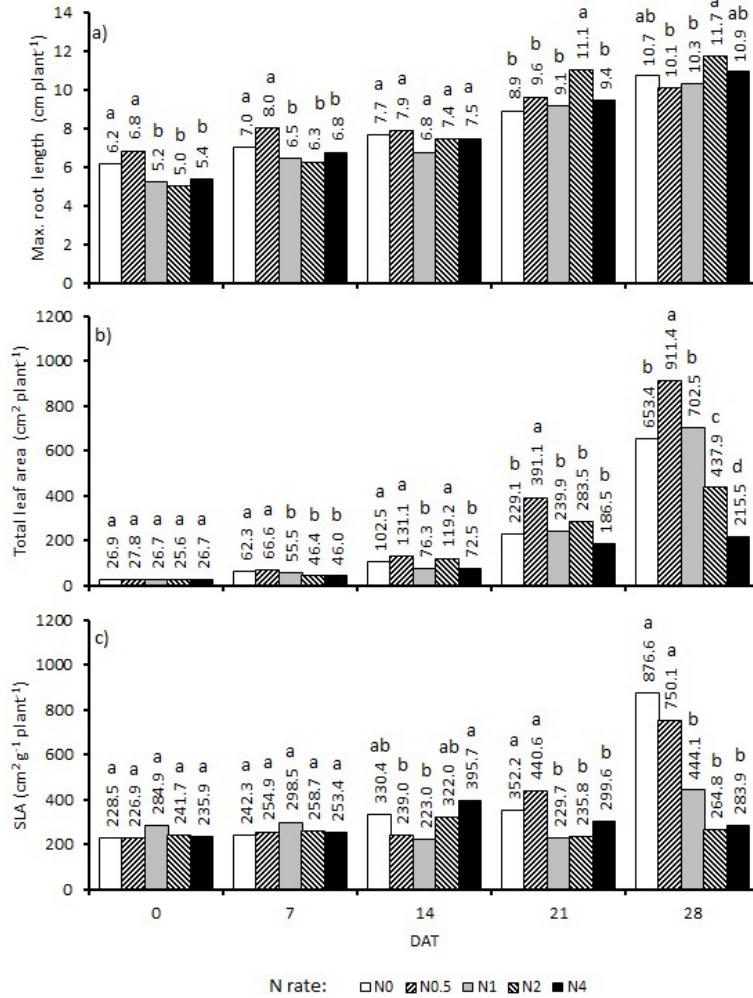 a)
Max. root length (cm plant⁻¹)
14
12
10
8
6
4
2
0
a a b b b
6.2 6.8 5.2 5.0 5.4
a a b b b
7.0 8.0 6.5 6.3 6.8
a a a a a
7.7 7.9 6.8 7.4 7.5
b b b a b
8.9 9.6 9.1 11.1 9.4
ab b b a ab
10.7 10.1 10.3 11.7 10.9
b)
Total leaf area (cm² plant⁻¹)
1200
1000
800
600
400
200
0
a a a a a
26.9 27.8 26.7 25.6 26.7
a a b b b
62.3 66.6 55.5 46.4 46.0
a a b a b
102.5 131.1 76.3 119.2 72.5
b a b b b
229.1 391.1 239.9 283.5 186.5
b a b c d
653.4 911.4 702.5 437.9 215.5
c)
SLA (cm² g⁻¹ plant⁻¹)
1200
1000
800
600
400
200
0
a a a a a
228.5 226.9 284.9 241.7 235.9
a a a a a
242.3 254.9 298.5 258.7 253.4
ab b b ab a
330.4 239.0 223.0 322.0 395.7
a a b b b
352.2 440.6 229.7 235.8 299.6
a a b b b
876.6 750.1 444.1 264.8 283.9
0 7 14 21 28
DAT
N rate: N0 N0.5 N1 N2 N4